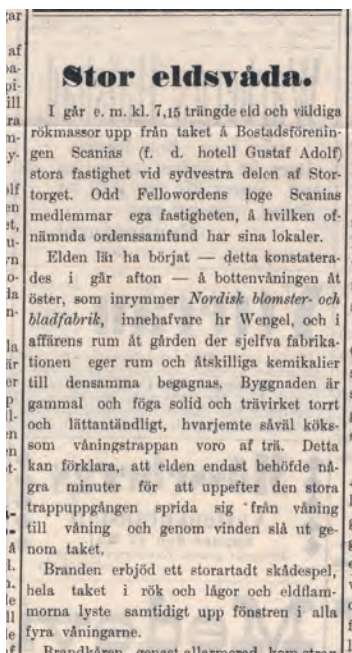 Stor eldsvåda.
I går e. m. kl. 7,15 trängde eld och väldiga
rökmassor upp från taket å Bostadsförenin-
gen Scanias (f. d. hotell Gustaf Adolf)
stora fastighet vid sydvestra delen af Stor-
torget. Odd Fellowordens loge Scanias
medlemmar ega fastigheten, å hvilken of-
nämnda ordenssamfund har sina lokaler.
Elden lär ha börjat — detta konstatera-
des i går afton — å bottenvåningen åt
öster, som inrymmer Nordisk blomster- och
bladfabrik, innehafvare hr Wengel, och i
affärens rum åt gården der sjelfva fabrika-
tionen eger rum och åtskilliga kemikalier
till densamma begagnas. Byggnaden är
gammal och föga solid och trävirket torrt
och lättantändligt, hvarjemte såväl köks-
som våningstrappan voro af trä. Detta
kan förklara, att elden endast behöfde nå-
gra minuter för att uppefter den stora
trappuppgången sprida sig från våning
till våning och genom vinden slå ut ge-
nom taket.
Branden erbjöd ett storartadt skådespel,
hela taket i rök och lågor och eldflam-
morna lyste samtidigt upp fönstren i alla
fyra våningarne.